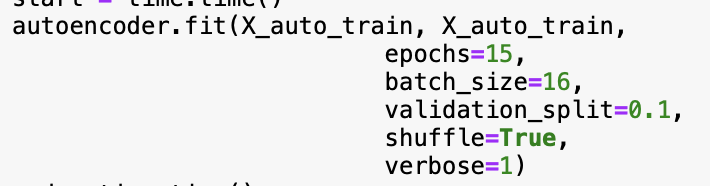 start = time.time()
autoencoder.fit(X_auto_train, X_auto_train,
epochs=15,
batch_size=16,
validation_split=0.1,
shuffle=True,
verbose=1)